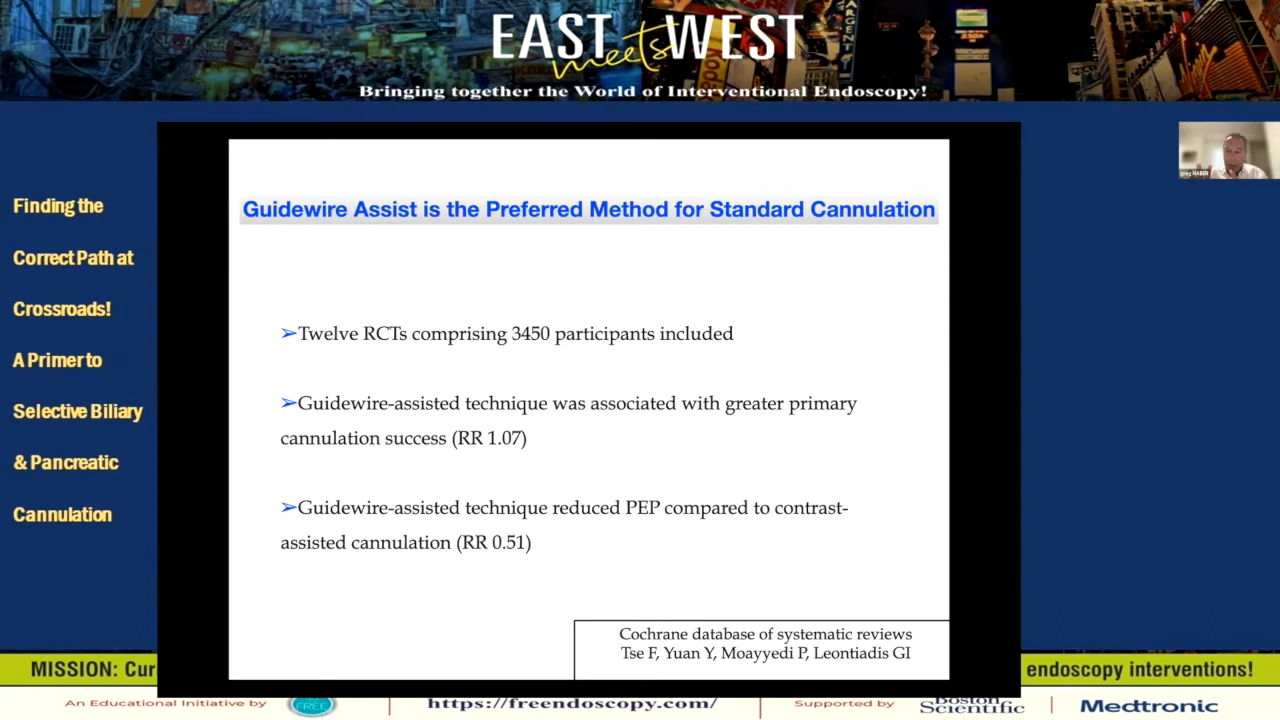 EAST meets WEST
Bringing together the World of Interventional Endoscopy!
greg HABER
Finding the
Correct Path at
Crossroads!
A Primer to
Selective Biliary
& Pancreatic
Cannulation
Guidewire Assist is the Preferred Method for Standard Cannulation
➢Twelve RCTs comprising 3450 participants included
➢Guidewire-assisted technique was associated with greater primary
cannulation success (RR 1.07)
➢Guidewire-assisted technique reduced PEP compared to contrast-
assisted cannulation (RR 0.51)
Cochrane database of systematic reviews
Tse F, Yuan Y, Moayyedi P, Leontiadis GI
MISSION: Cur
endoscopy interventions!
An Educational Initiative by
FREE
https://freendoscopy.com/
Supported by
Boston
Scientific
Medtronic